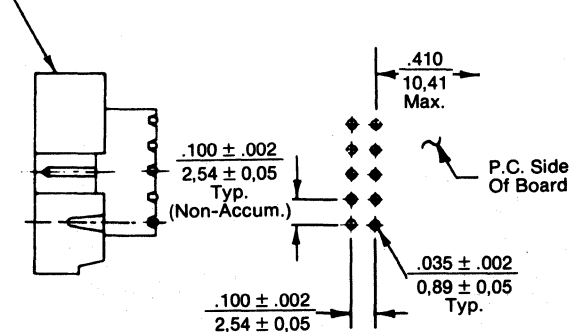 .410
10,41
Max.
.100 ± .002
2,54 ± 0,05
Typ.
(Non-Accum.)
P.C. Side
Of Board
.035 ± .002
0,89 ± 0,05
Typ.
.100 ± .002
2,54 ± 0,05